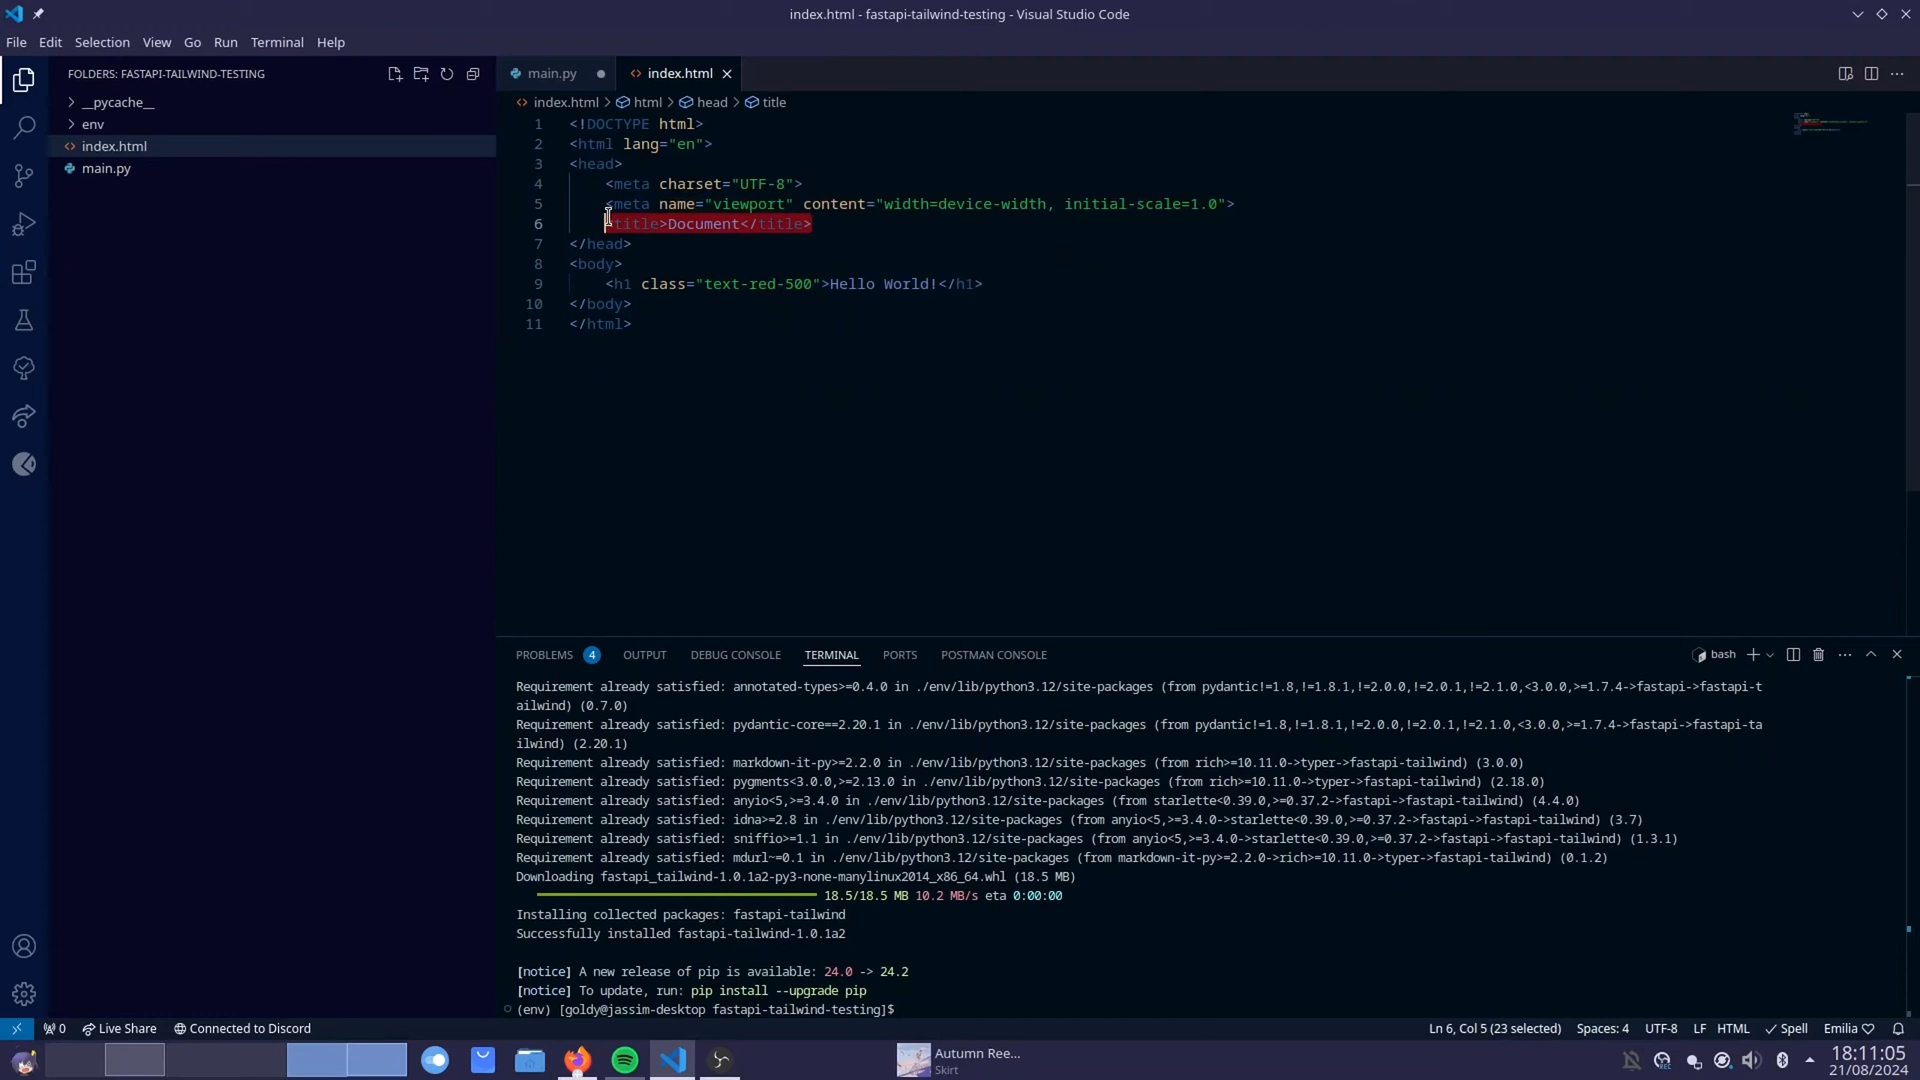 index.html - fastapi-tailwind-testing - Visual Studio Code
File Edit Selection View Go Run Terminal Help
FOLDERS: FASTAPI-TAILWIND-TESTING
__pycache__
env
index.html
main.py
main.py index.html
index.html > html > head > title
1 <!DOCTYPE html>
2 <html lang="en">
3 <head>
4 <meta charset="UTF-8">
5 <meta name="viewport" content="width=device-width, initial-scale=1.0">
6 <title>Document</title>
7 </head>
8 <body>
9 <h1 class="text-red-500">Hello World!</h1>
10 </body>
11 </html>
PROBLEMS 4 OUTPUT DEBUG CONSOLE TERMINAL PORTS POSTMAN CONSOLE bash
Requirement already satisfied: annotated-types>=0.4.0 in ./env/lib/python3.12/site-packages (from pydantic!=1.8,!=1.8.1,!=2.0.0,!=2.0.1,!=2.1.0,<3.0.0,>=1.7.4->fastapi->fastapi-t
ailwind) (0.7.0)
Requirement already satisfied: pydantic-core==2.20.1 in ./env/lib/python3.12/site-packages (from pydantic!=1.8,!=1.8.1,!=2.0.0,!=2.0.1,!=2.1.0,<3.0.0,>=1.7.4->fastapi->fastapi-ta
ilwind) (2.20.1)
Requirement already satisfied: markdown-it-py>=2.2.0 in ./env/lib/python3.12/site-packages (from rich>=10.11.0->typer->fastapi-tailwind) (3.0.0)
Requirement already satisfied: pygments<3.0.0,>=2.13.0 in ./env/lib/python3.12/site-packages (from rich>=10.11.0->typer->fastapi-tailwind) (2.18.0)
Requirement already satisfied: anyio<5,>=3.4.0 in ./env/lib/python3.12/site-packages (from starlette<0.39.0,>=0.37.2->fastapi->fastapi-tailwind) (4.4.0)
Requirement already satisfied: idna>=2.8 in ./env/lib/python3.12/site-packages (from anyio<5,>=3.4.0->starlette<0.39.0,>=0.37.2->fastapi->fastapi-tailwind) (3.7)
Requirement already satisfied: sniffio>=1.1 in ./env/lib/python3.12/site-packages (from anyio<5,>=3.4.0->starlette<0.39.0,>=0.37.2->fastapi->fastapi-tailwind) (1.3.1)
Requirement already satisfied: mdurl~=0.1 in ./env/lib/python3.12/site-packages (from markdown-it-py>=2.2.0->rich>=10.11.0->typer->fastapi-tailwind) (0.1.2)
Downloading fastapi_tailwind-1.0.1a2-py3-none-manylinux2014_x86_64.whl (18.5 MB)
18.5/18.5 MB 10.2 MB/s eta 0:00:00
Installing collected packages: fastapi-tailwind
Successfully installed fastapi-tailwind-1.0.1a2
[notice] A new release of pip is available: 24.0 -> 24.2
[notice] To update, run: pip install --upgrade pip
(env) [goldy@jassim-desktop fastapi-tailwind-testing]$
0 Live Share Connected to Discord Ln 6, Col 5 (23 selected) Spaces: 4 UTF-8 LF HTML Spell Emilia
Autumn Ree...
Skirt
REC
18:11:05
21/08/2024